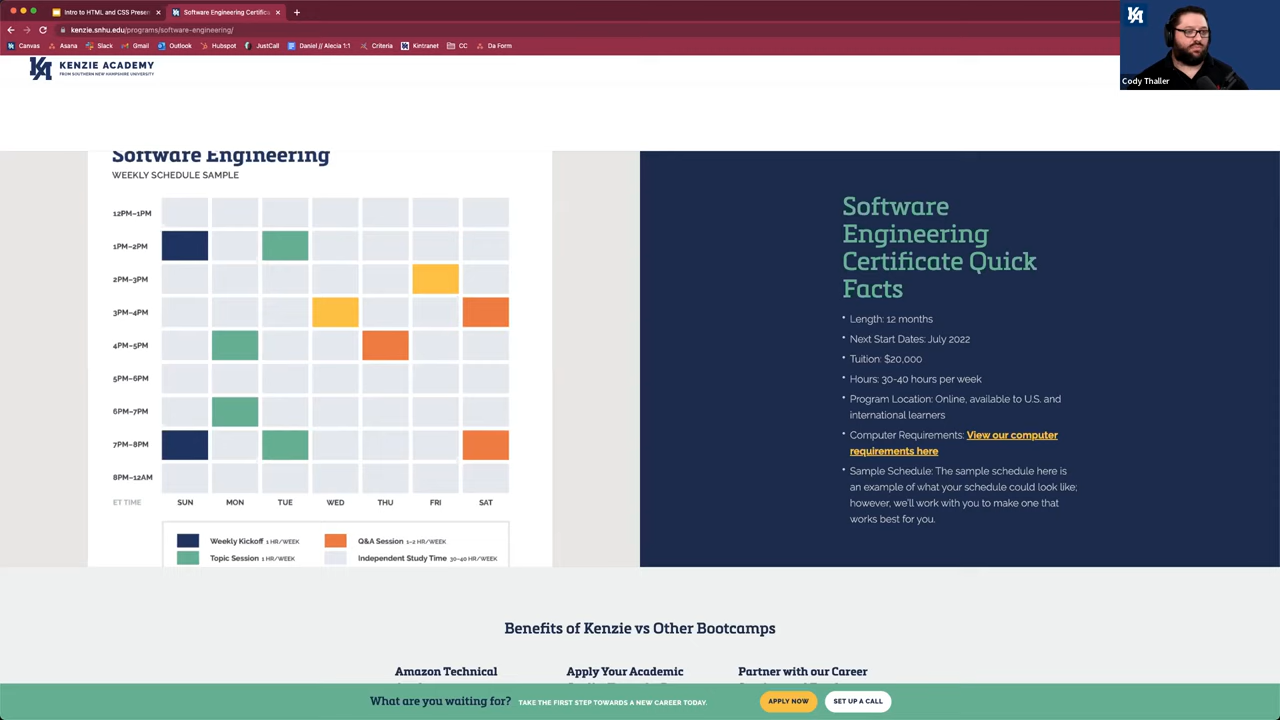 Intro to HTML and CSS Presen
Software Engineering Certific
kenzie.snhu.edu/programs/software-engineering/
Canvas
Asana
Slack
Gmail
Outlook
Hubspot
JustCall
Daniel // Alecia 1:1
Criteria
Kintranet
CC
Da Form
KENZIE ACADEMY
FROM SOUTHERN NEW HAMPSHIRE UNIVERSITY
Cody Thaller
Software Engineering
WEEKLY SCHEDULE SAMPLE
12PM–1PM
1PM–2PM
2PM–3PM
3PM–4PM
4PM–5PM
5PM–6PM
6PM–7PM
7PM–8PM
8PM–12AM
ET TIME SUN MON TUE WED THU FRI SAT
Weekly Kickoff 1 HR/WEEK
Q&A Session 1–2 HR/WEEK
Topic Session 1 HR/WEEK
Independent Study Time 30–40 HR/WEEK
Software
Engineering
Certificate Quick
Facts
• Length: 12 months
• Next Start Dates: July 2022
• Tuition: $20,000
• Hours: 30-40 hours per week
• Program Location: Online, available to U.S. and
international learners
• Computer Requirements: View our computer
requirements here
• Sample Schedule: The sample schedule here is
an example of what your schedule could look like;
however, we'll work with you to make one that
works best for you.
Benefits of Kenzie vs Other Bootcamps
Amazon Technical
Apply Your Academic
Partner with our Career
What are you waiting for? TAKE THE FIRST STEP TOWARDS A NEW CAREER TODAY.
APPLY NOW
SET UP A CALL